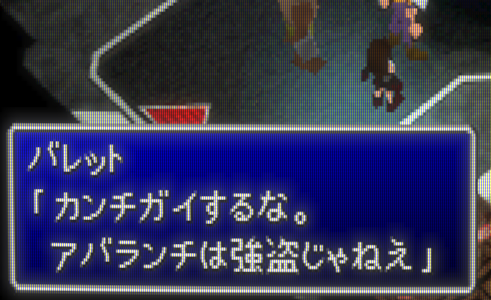 バレット
「カンチガイするな。
アバランチは強盗じゃねえ」